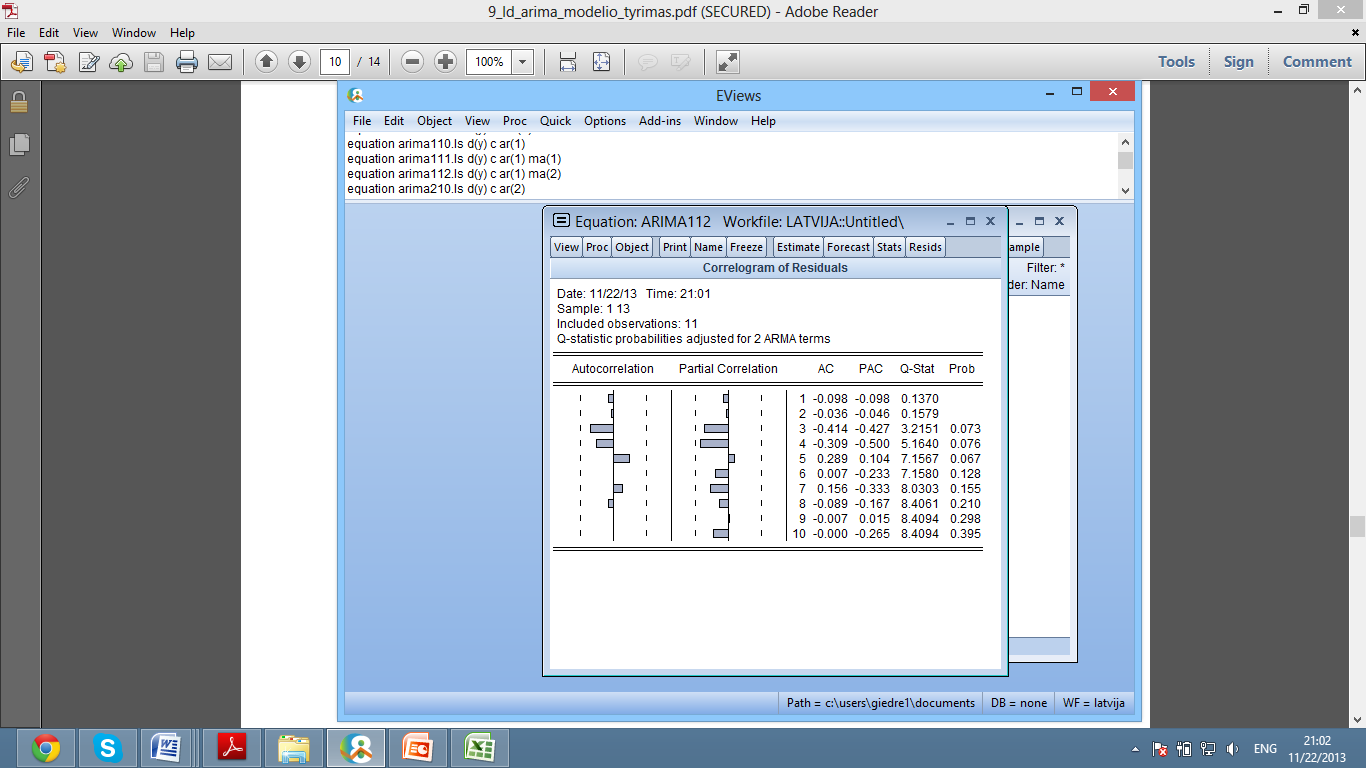 9_ld_arima_modelio_tyrimas.pdf (SECURED) - Adobe Reader
File Edit View Window Help
10 / 14 100% Tools Sign Comment
EViews
File Edit Object View Proc Quick Options Add-ins Window Help
equation arima110.ls d(y) c ar(1)
equation arima111.ls d(y) c ar(1) ma(1)
equation arima112.ls d(y) c ar(1) ma(2)
equation arima210.ls d(y) c ar(2)
Equation: ARIMA112 Workfile: LATVIJA::Untitled\
View Proc Object Print Name Freeze Estimate Forecast Stats Resids
ample
Filter: *
der: Name
Correlogram of Residuals
Date: 11/22/13 Time: 21:01
Sample: 1 13
Included observations: 11
Q-statistic probabilities adjusted for 2 ARMA terms
Autocorrelation Partial Correlation AC PAC Q-Stat Prob
1 -0.098 -0.098 0.1370
2 -0.036 -0.046 0.1579
3 -0.414 -0.427 3.2151 0.073
4 -0.309 -0.500 5.1640 0.076
5 0.289 0.104 7.1567 0.067
6 0.007 -0.233 7.1580 0.128
7 0.156 -0.333 8.0303 0.155
8 -0.089 -0.167 8.4061 0.210
9 -0.007 0.015 8.4094 0.298
10 -0.000 -0.265 8.4094 0.395
Path = c:\users\giedre1\documents DB = none WF = latvija
ENG
21:02
11/22/2013